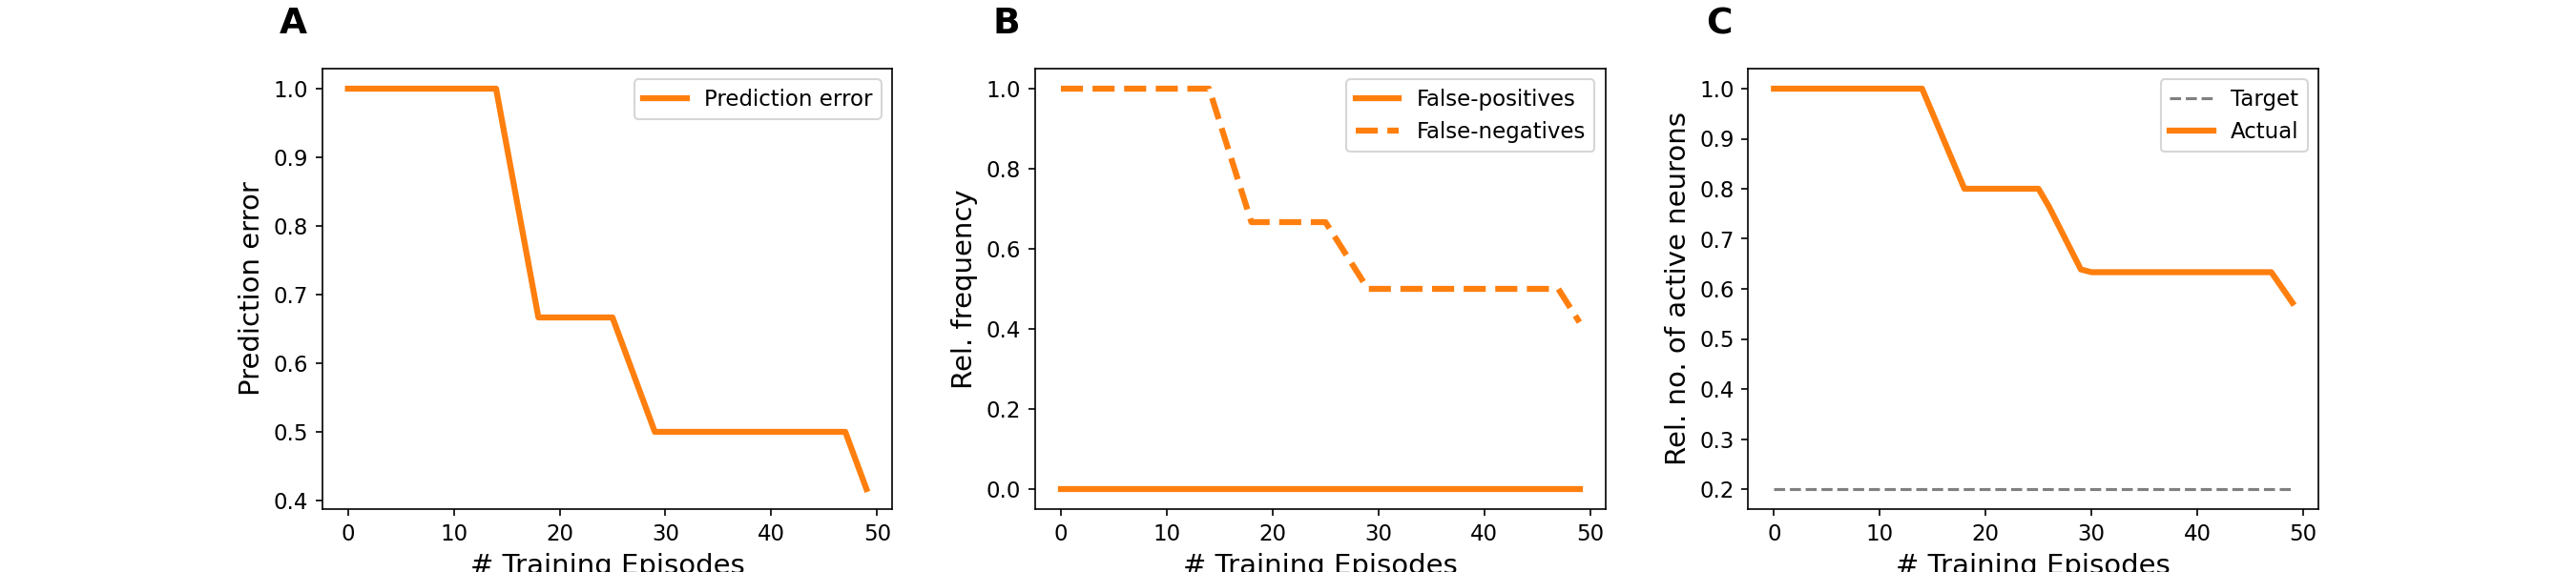 A
Prediction error
1.0
0.9
0.8
0.7
0.6
0.5
0.4
Prediction error
0 10 20 30 40 50
# Training Episodes
B
False-positives
False-negatives
1.0
0.8
0.6
0.4
0.2
0.0
Rel. frequency
0 10 20 30 40 50
# Training Episodes
C
Target
Actual
1.0
0.9
0.8
0.7
0.6
0.5
0.4
0.3
0.2
Rel. no. of active neurons
0 10 20 30 40 50
# Training Episodes